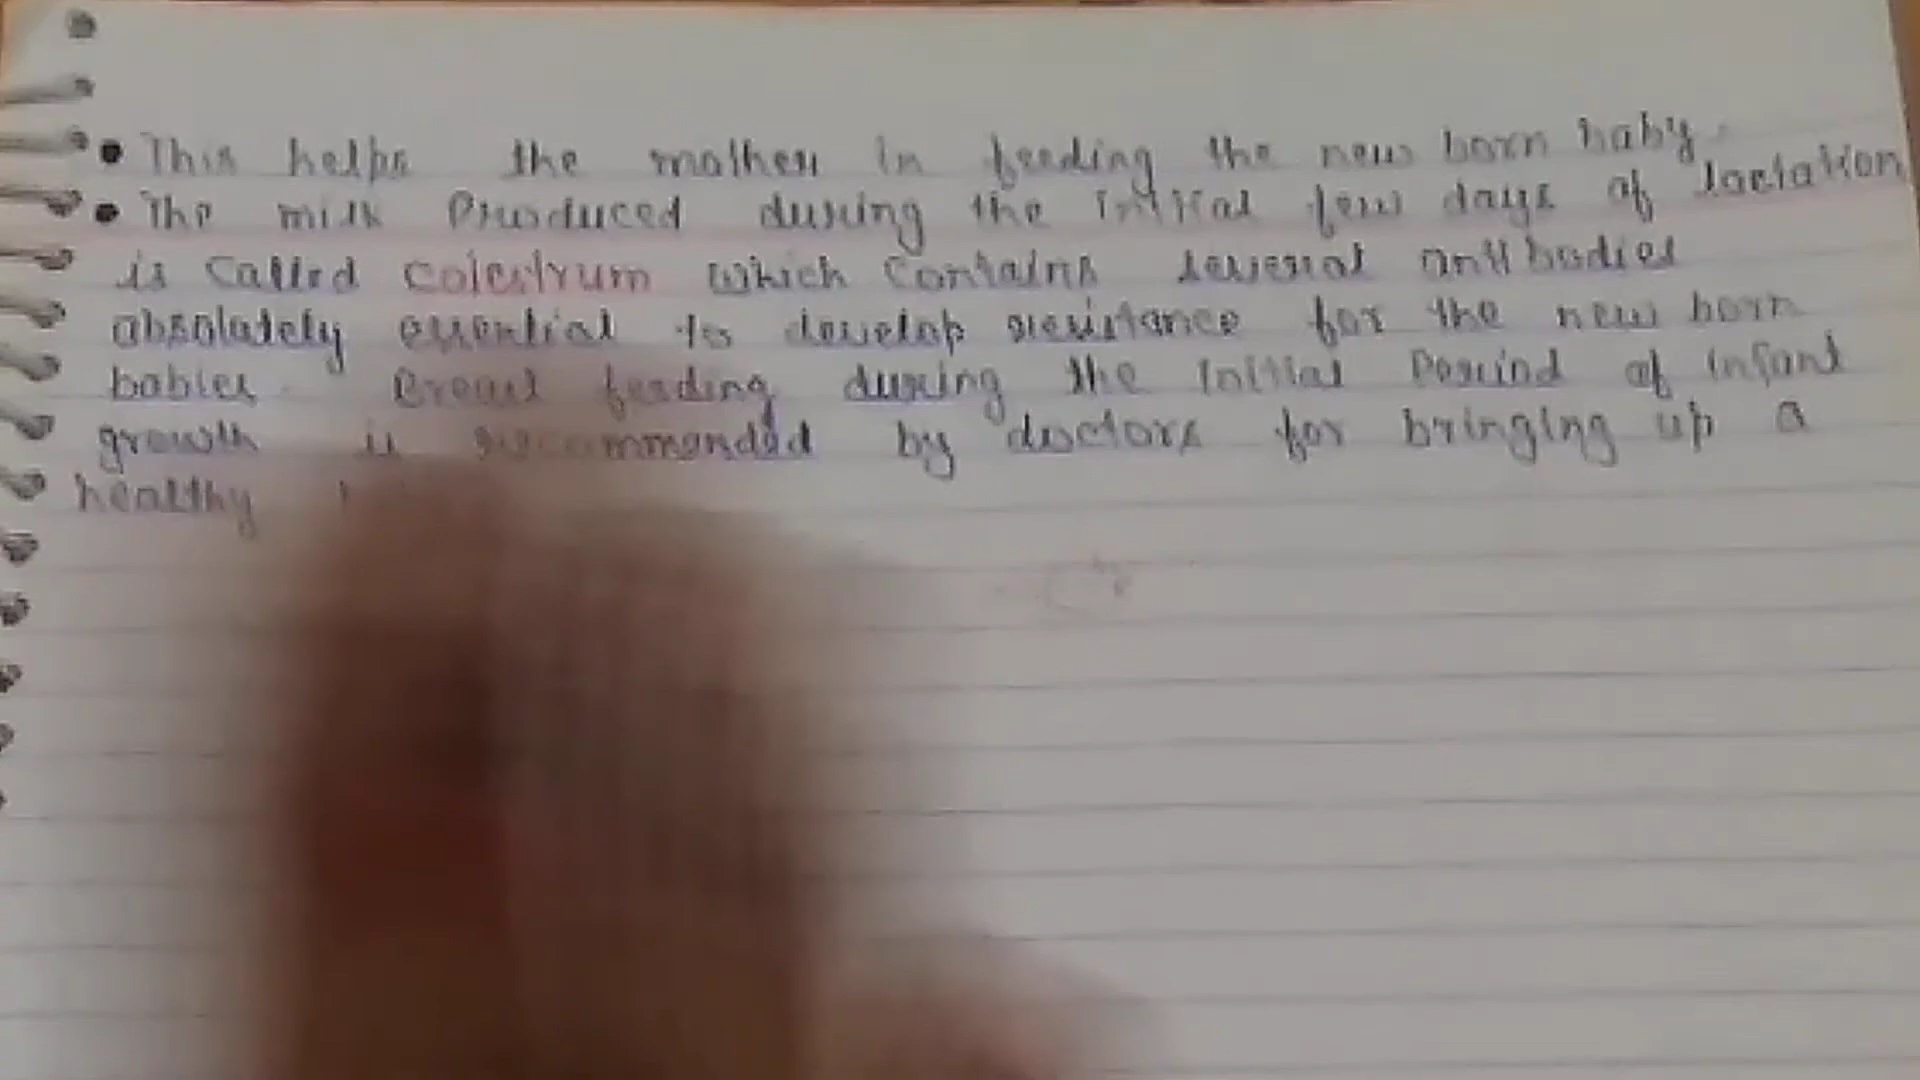 • This helps the mother in feeding the new born baby.
• The milk Produced during the initial few days of lactation
is called colostrum which contains several antibodies
absolutely essential to develop resistance for the new born
babies. Breast feeding during the initial Period of infant
growth is recommended by doctors for bringing up a
healthy